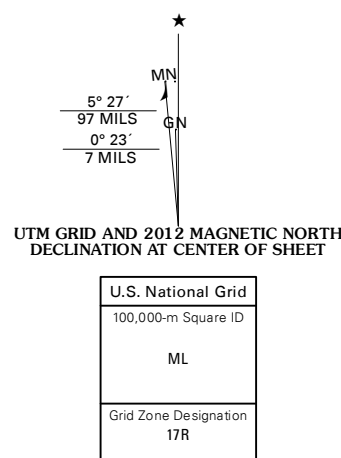 MN
5° 27´
97 MILS
GN
0° 23´
7 MILS
UTM GRID AND 2012 MAGNETIC NORTH
DECLINATION AT CENTER OF SHEET
U.S. National Grid
100,000-m Square ID
ML
Grid Zone Designation
17R